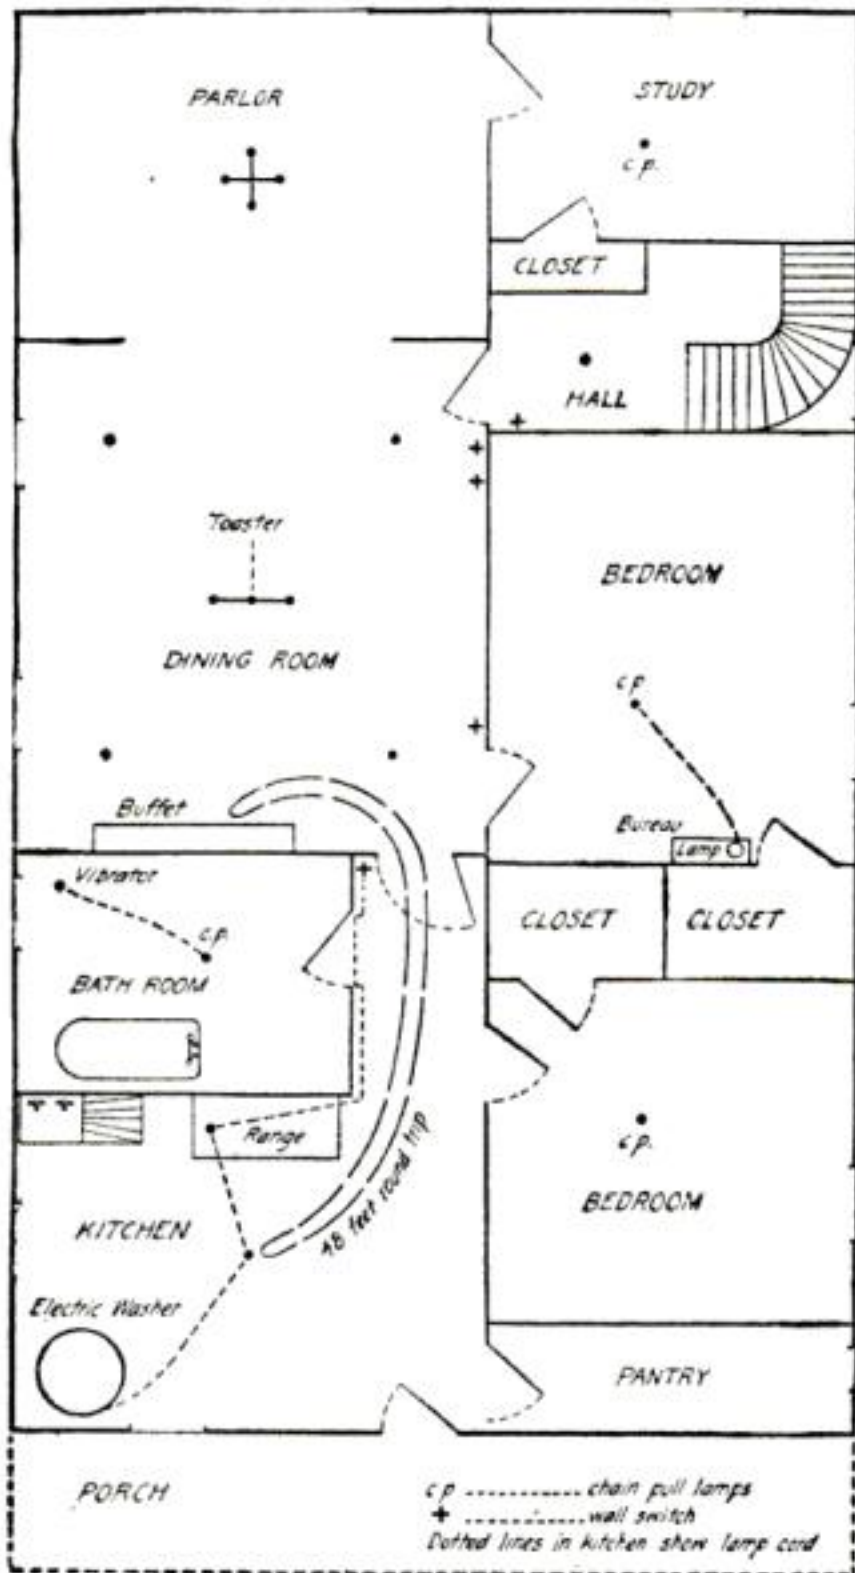 PARLOR
STUDY
c.p.
CLOSET
HALL
Toaster
BEDROOM
DINING ROOM
c.p
Buffet
Bureau
Lamp
Vibrator
c.p.
CLOSET
CLOSET
BATH ROOM
Range
c.p.
48 feet round trip
BEDROOM
KITCHEN
Electric Washer
PANTRY
PORCH
c p ............ chain pull lamps
+ ------------ wall switch
Dotted lines in kitchen show lamp cord